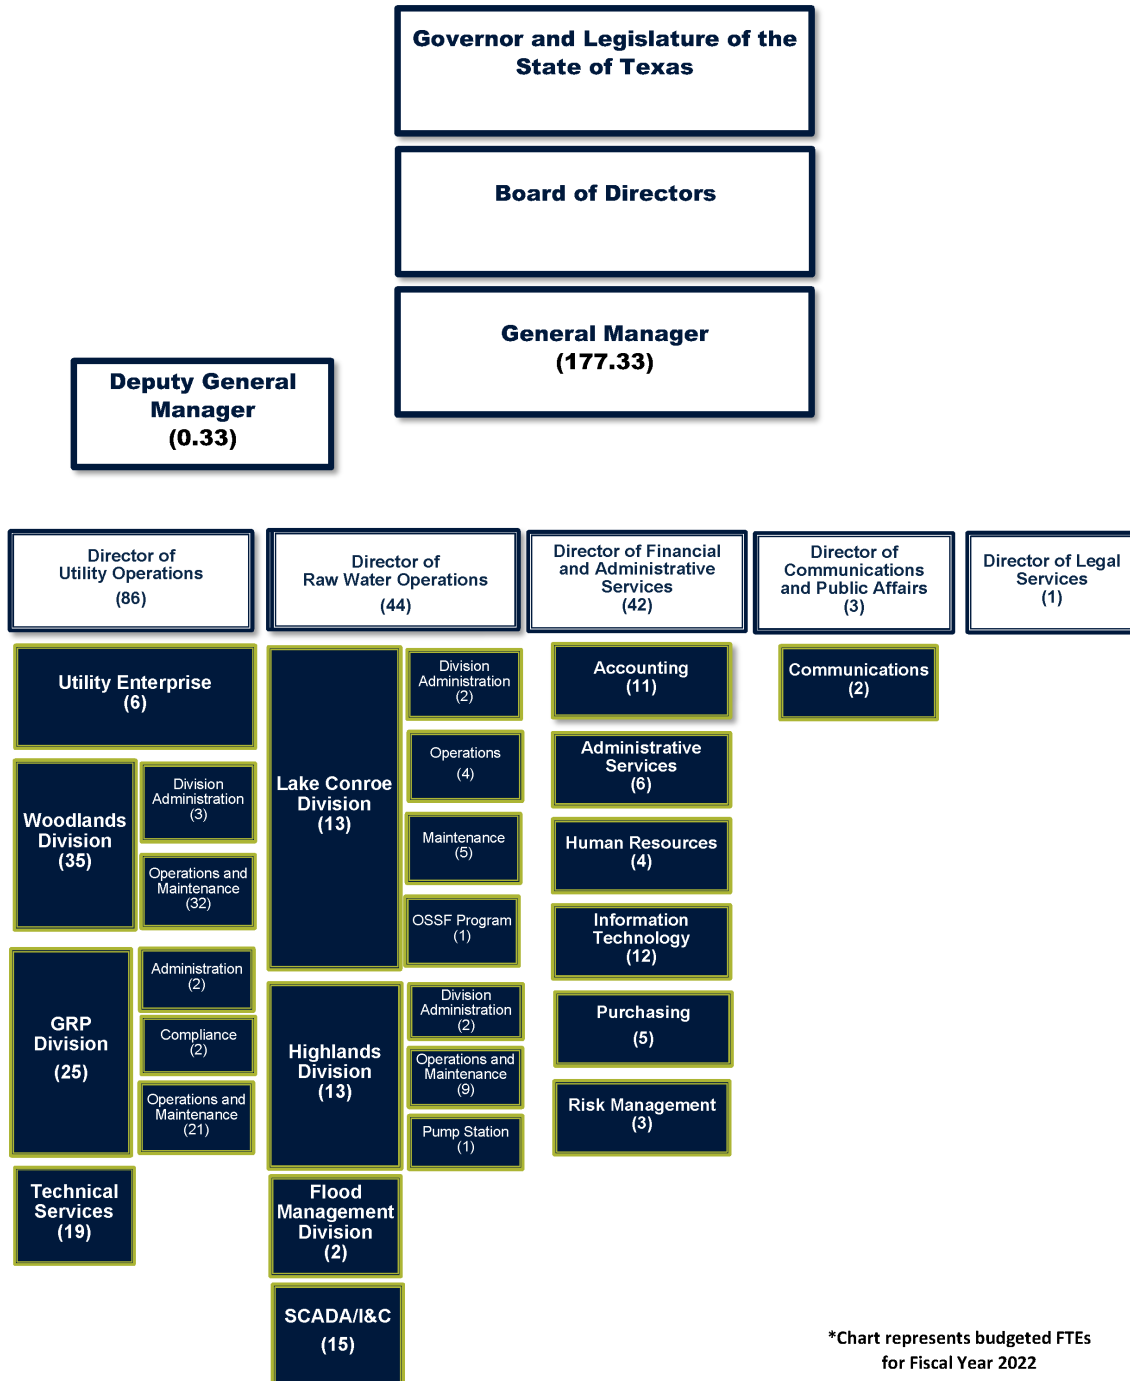 Governor and Legislature of the
State of Texas
Board of Directors
General Manager
(177.33)
Deputy General
Manager
(0.33)
Director of
Utility Operations
(86)
Director of
Raw Water Operations
(44)
Director of Financial
and Administrative
Services
(42)
Director of
Communications
and Public Affairs
(3)
Director of Legal
Services
(1)
Utility Enterprise
(6)
Woodlands
Division
(35)
Division
Administration
(3)
Operations and
Maintenance
(32)
GRP
Division
(25)
Administration
(2)
Compliance
(2)
Operations and
Maintenance
(21)
Technical
Services
(19)
Lake Conroe
Division
(13)
Division
Administration
(2)
Operations
(4)
Maintenance
(5)
OSSF Program
(1)
Highlands
Division
(13)
Division
Administration
(2)
Operations and
Maintenance
(9)
Pump Station
(1)
Flood
Management
Division
(2)
SCADA/I&C
(15)
Accounting
(11)
Administrative
Services
(6)
Human Resources
(4)
Information
Technology
(12)
Purchasing
(5)
Risk Management
(3)
Communications
(2)
*Chart represents budgeted FTEs
for Fiscal Year 2022